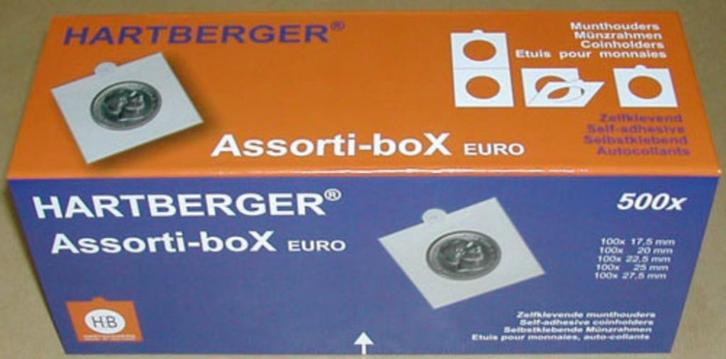 HARTBERGER®
Munthouders
Münzrahmen
Coinholders
Etuis pour monnaies
Assorti-boX EURO
Zelfklevend
Self-adhesive
Selbstklebend
Autocollants
HARTBERGER®
Assorti-boX EURO
500x
100x 17,5 mm
100x 20 mm
100x 22,5 mm
100x 25 mm
100x 27,5 mm
HB
Zelfklevende munthouders
Self-adhesive coinholders
Selbstklebende Münzrahmen
Etuis pour monnaies, auto-collants